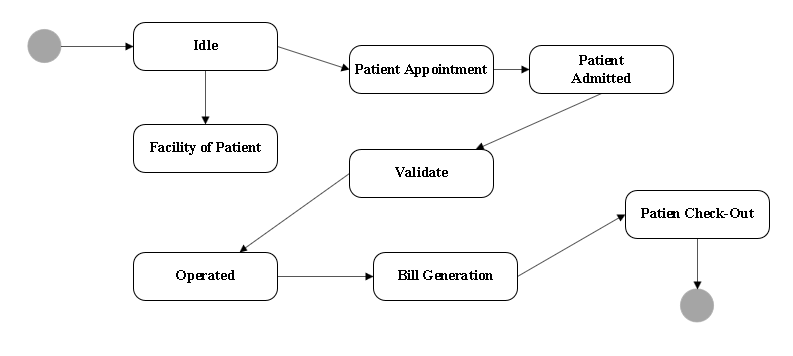 Idle
Patient Appointment
Patient
Admitted
Facility of Patient
Validate
Patien Check-Out
Operated
Bill Generation